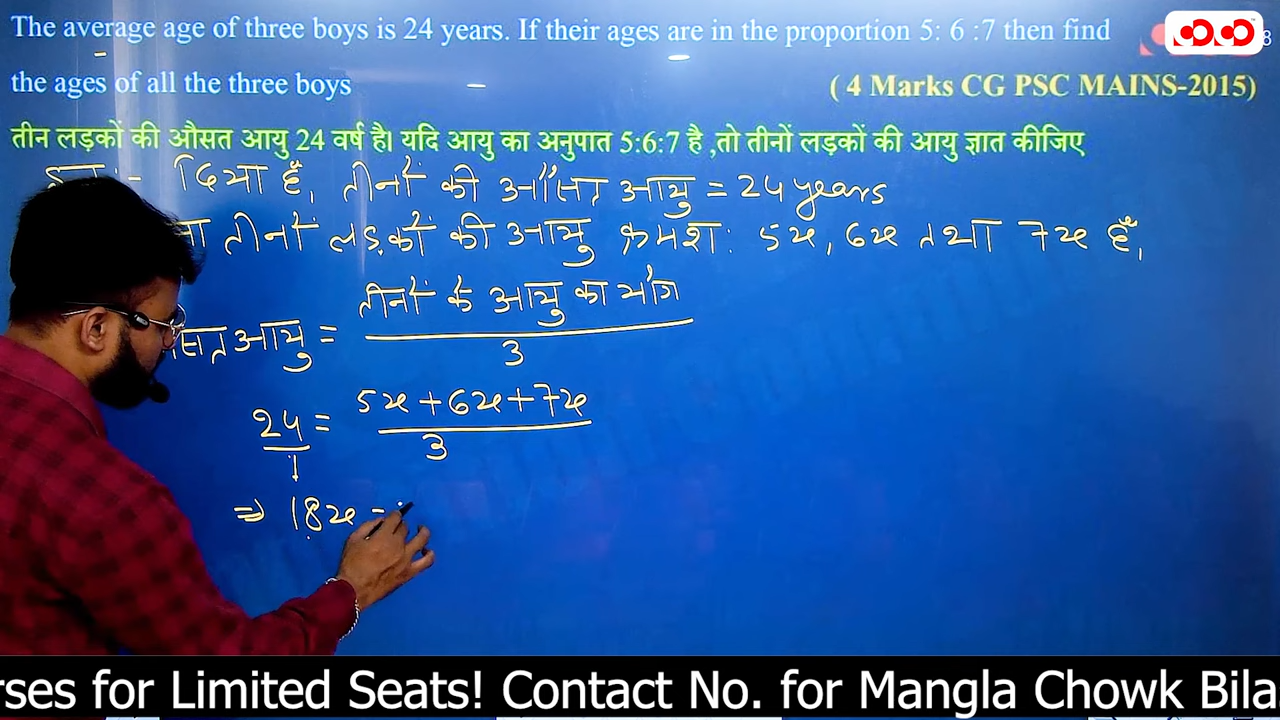 The average age of three boys is 24 years. If their ages are in the proportion 5: 6 :7 then find
8
the ages of all the three boys
( 4 Marks CG PSC MAINS-2015)
तीन लड़कों की औसत आयु 24 वर्ष है। यदि आयु का अनुपात 5:6:7 है ,तो तीनों लड़कों की आयु ज्ञात कीजिए
:- दिया है, तीनों की औसत आयु = 24 years
तीनों लड़कों की आयु क्रमशः 5x, 6x तथा 7x है,
तीनों के आयु का योग
आयु = 3
5x+6x+7x
24 = 3
1
⇒ 18x =
rses for Limited Seats! Contact No. for Mangla Chowk Bila